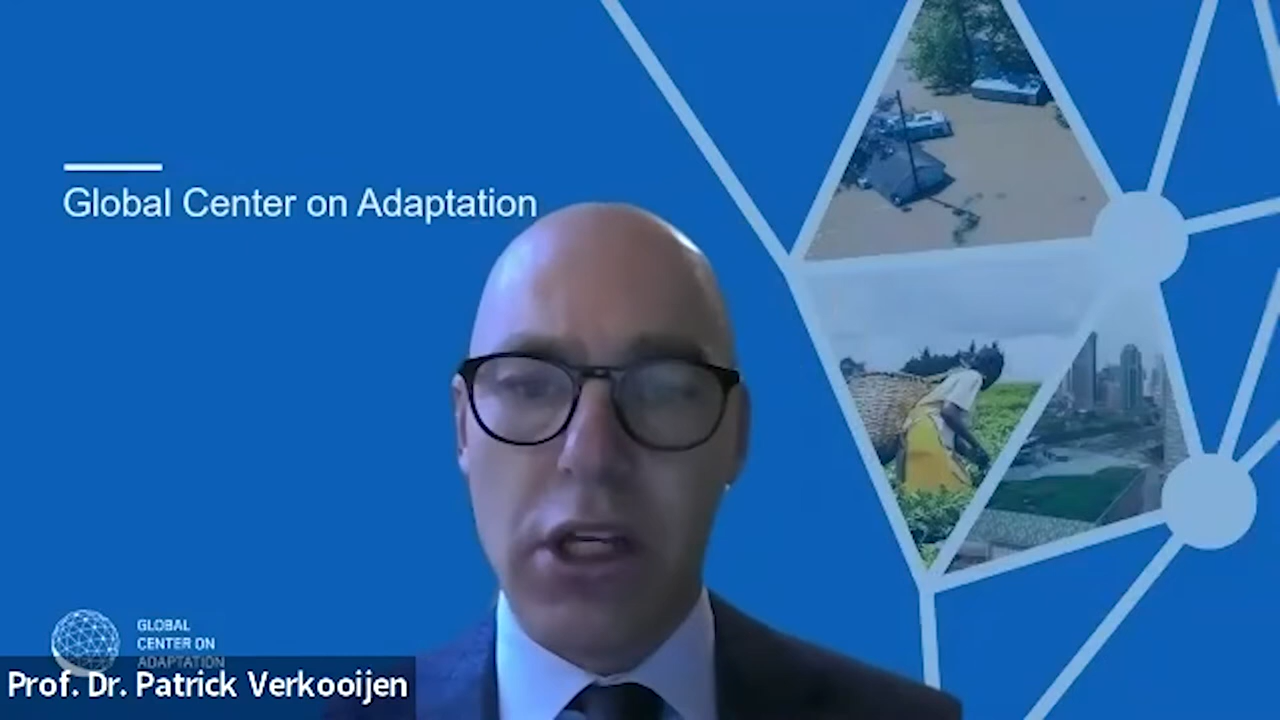 Global Center on Adaptation
GLOBAL
CENTER ON
ADAPTATION
Prof. Dr. Patrick Verkooijen